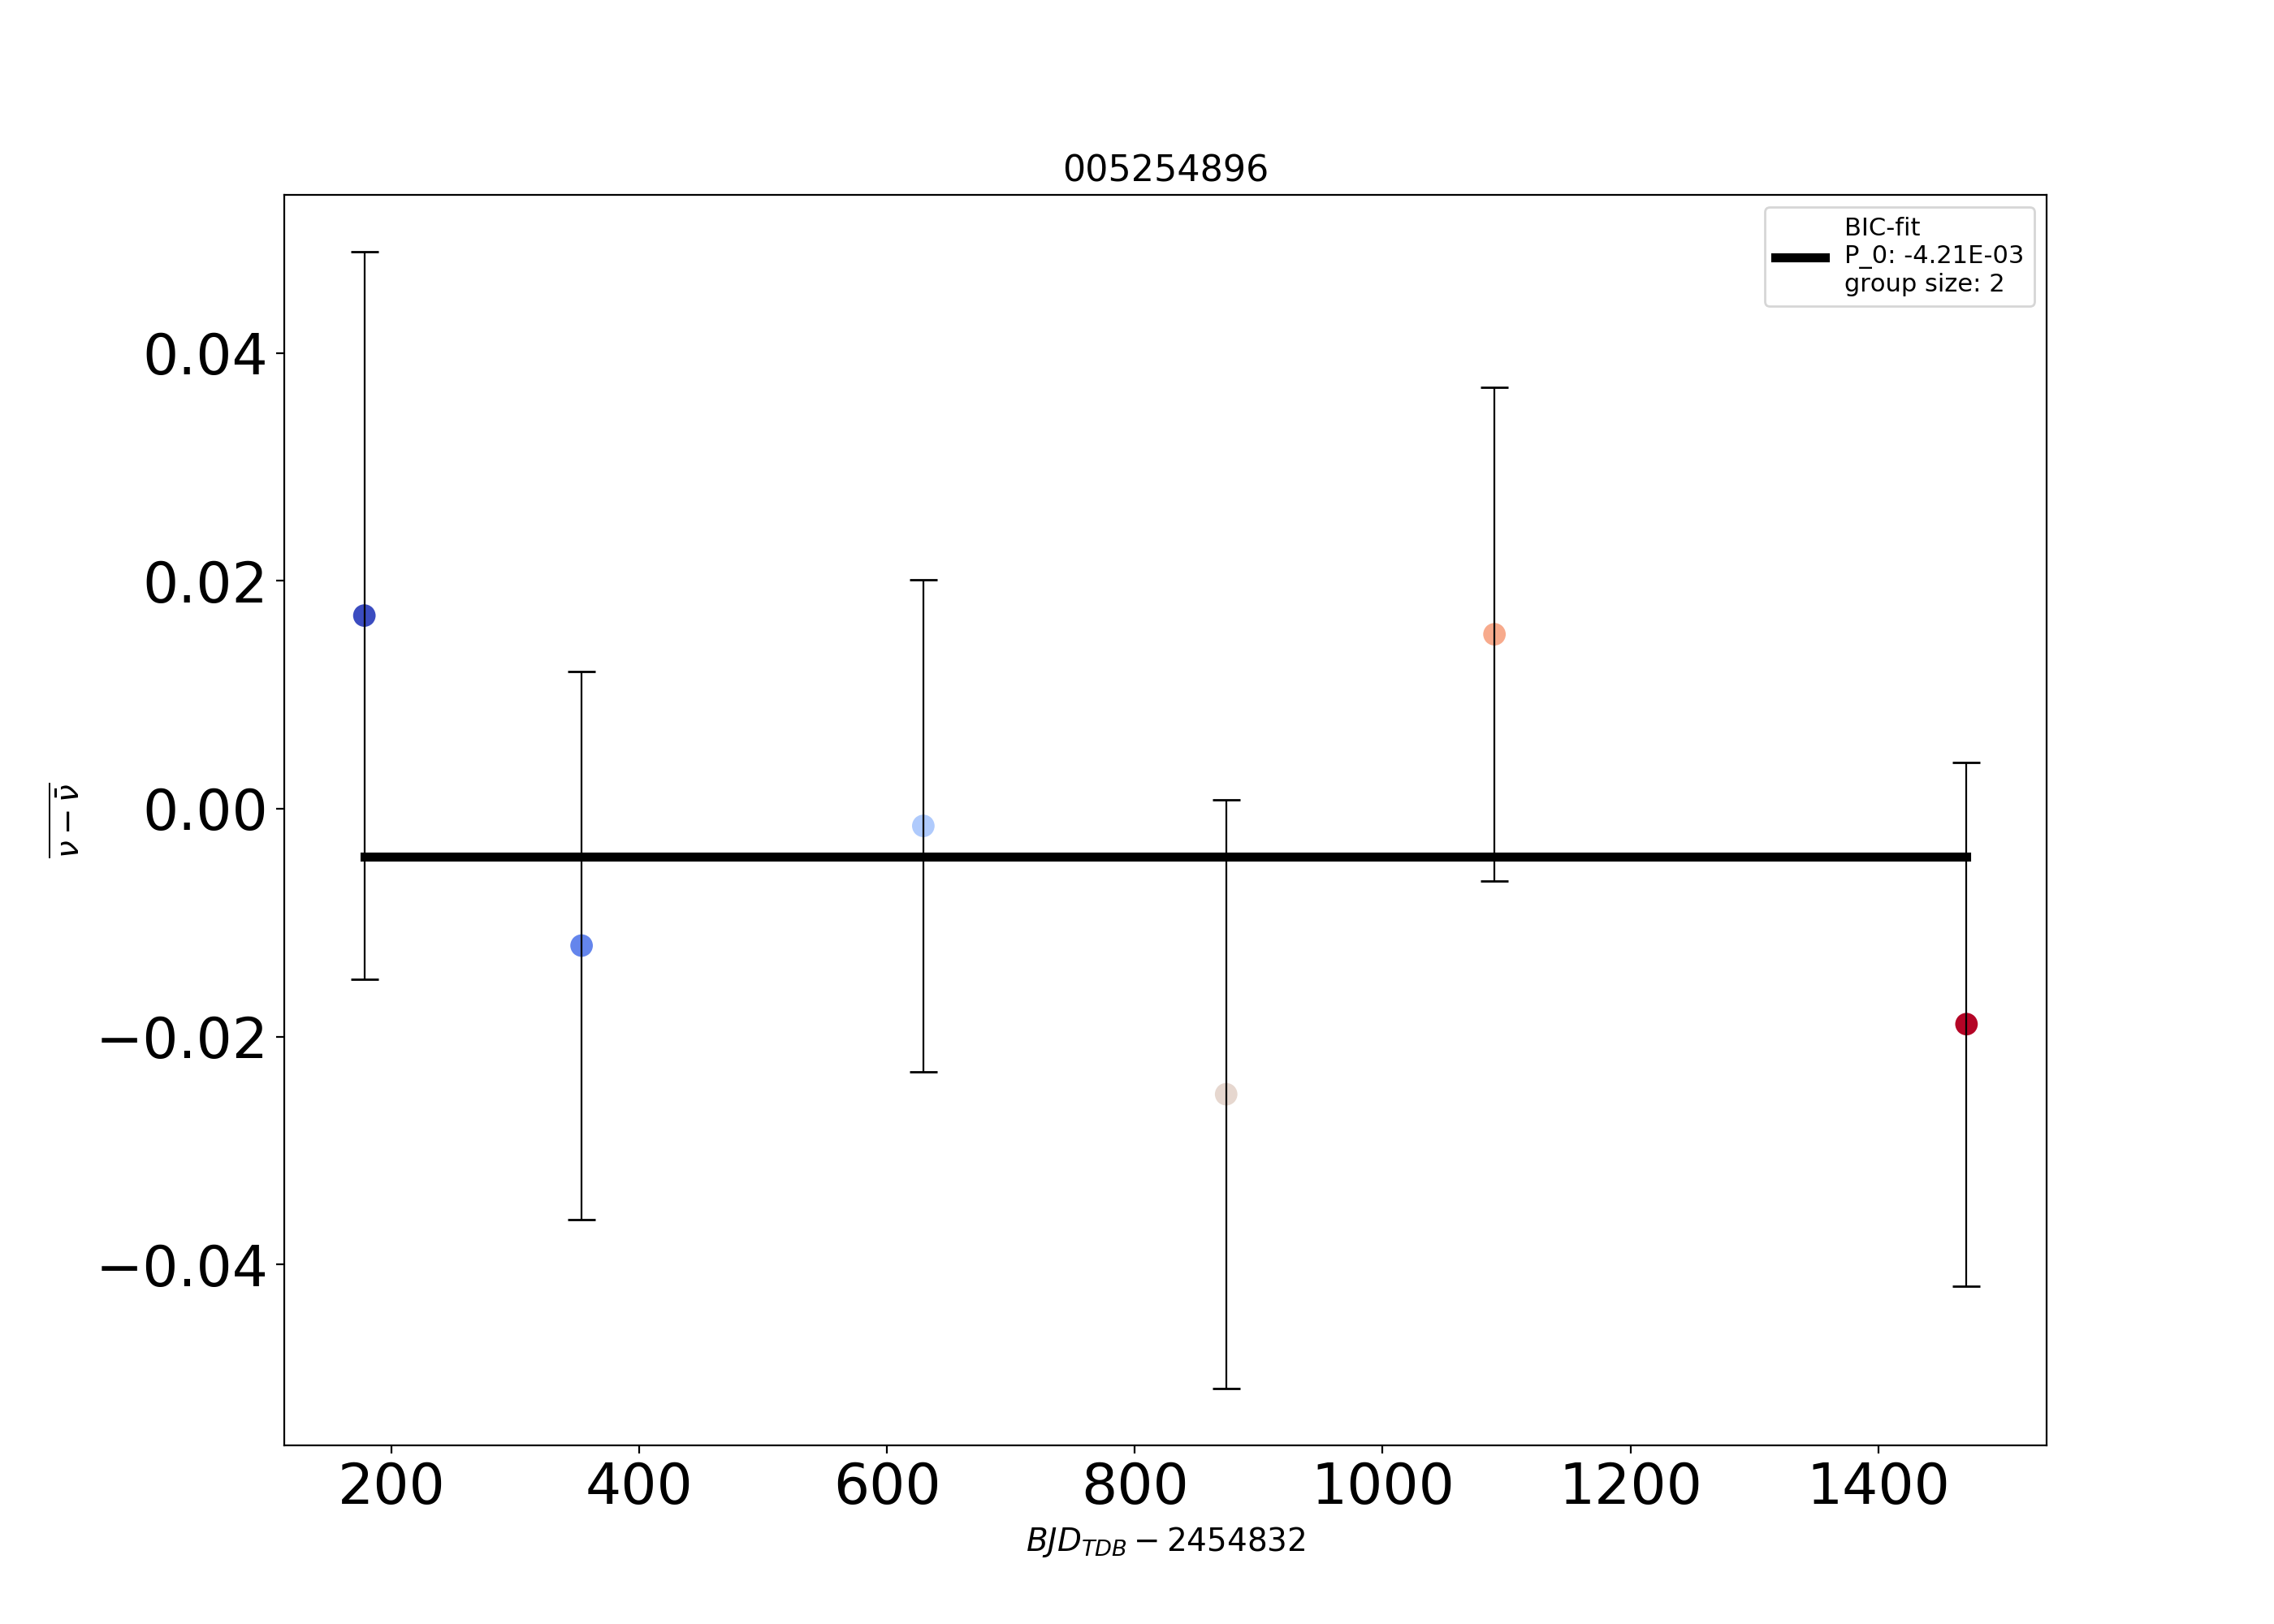 005254896
BIC-fit
P_0: -4.21E-03
group size: 2
0.04
0.02
0.00
−0.02
−0.04
ν − ν̄
200 400 600 800 1000 1200 1400
BJD_TDB − 2454832